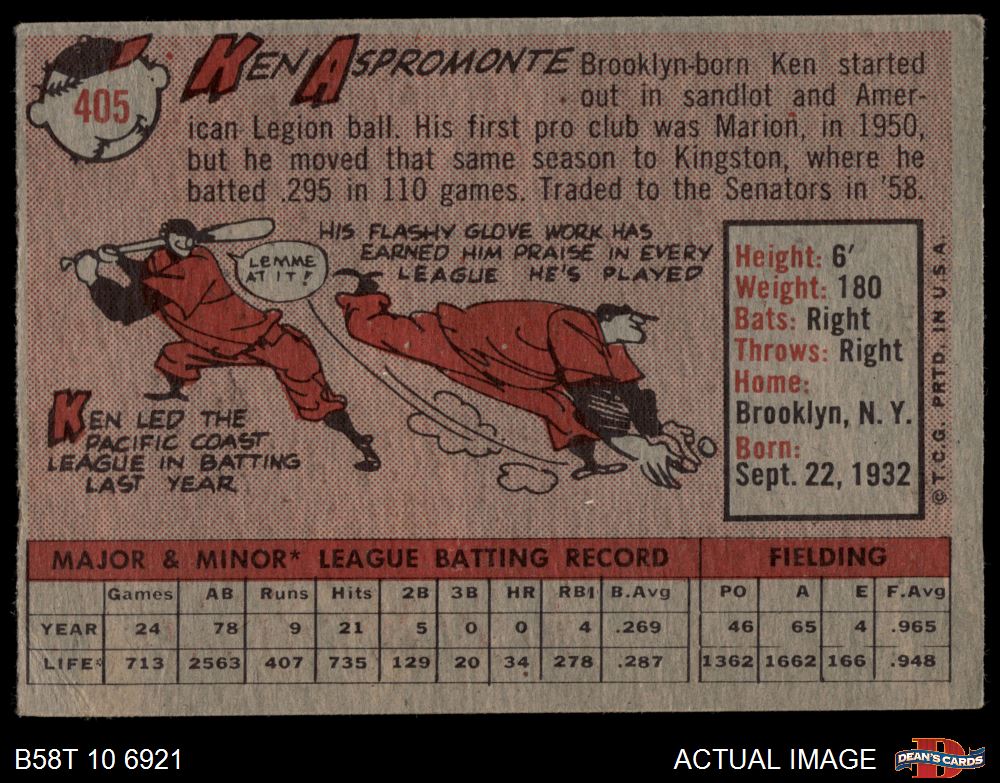 405
KEN ASPROMONTE Brooklyn-born Ken started
out in sandlot and Amer-
ican Legion ball. His first pro club was Marion, in 1950,
but he moved that same season to Kingston, where he
batted .295 in 110 games. Traded to the Senators in '58.
HIS FLASHY GLOVE WORK HAS
EARNED HIM PRAISE IN EVERY
LEAGUE HE'S PLAYED
LEMME
AT IT!
KEN LED THE
PACIFIC COAST
LEAGUE IN BATTING
LAST YEAR
Height: 6'
Weight: 180
Bats: Right
Throws: Right
Home:
Brooklyn, N. Y.
Born:
Sept. 22, 1932
© T.C.G. PRTD. IN U.S.A.
MAJOR & MINOR* LEAGUE BATTING RECORD FIELDING
Games AB Runs Hits 2B 3B HR RBI B.Avg PO A E F.Avg
YEAR 24 78 9 21 5 0 0 4 .269 46 65 4 .965
LIFE* 713 2563 407 735 129 20 34 278 .287 1362 1662 166 .948
B58T 10 6921
ACTUAL IMAGE
D
DEAN'S CARDS